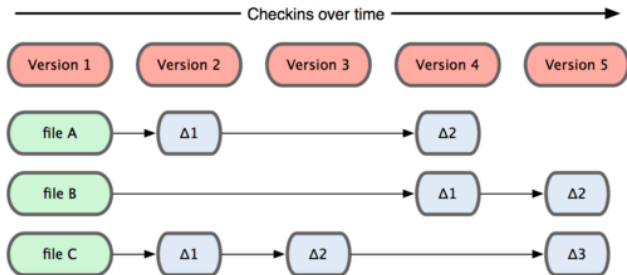 Checkins over time
Version 1 Version 2 Version 3 Version 4 Version 5
file A Δ1 Δ2
file B Δ1 Δ2
file C Δ1 Δ2 Δ3